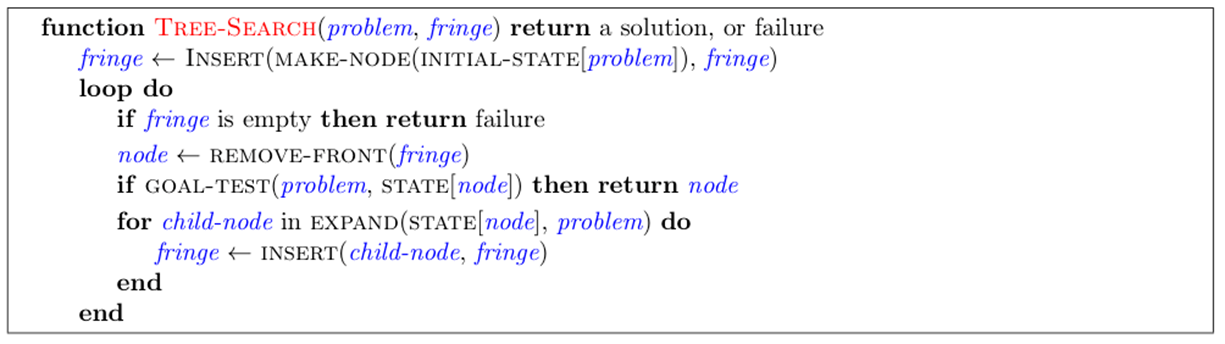 function TREE-SEARCH(problem, fringe) return a solution, or failure
fringe ← INSERT(MAKE-NODE(INITIAL-STATE[problem]), fringe)
loop do
if fringe is empty then return failure
node ← REMOVE-FRONT(fringe)
if GOAL-TEST(problem, STATE[node]) then return node
for child-node in EXPAND(STATE[node], problem) do
fringe ← INSERT(child-node, fringe)
end
end